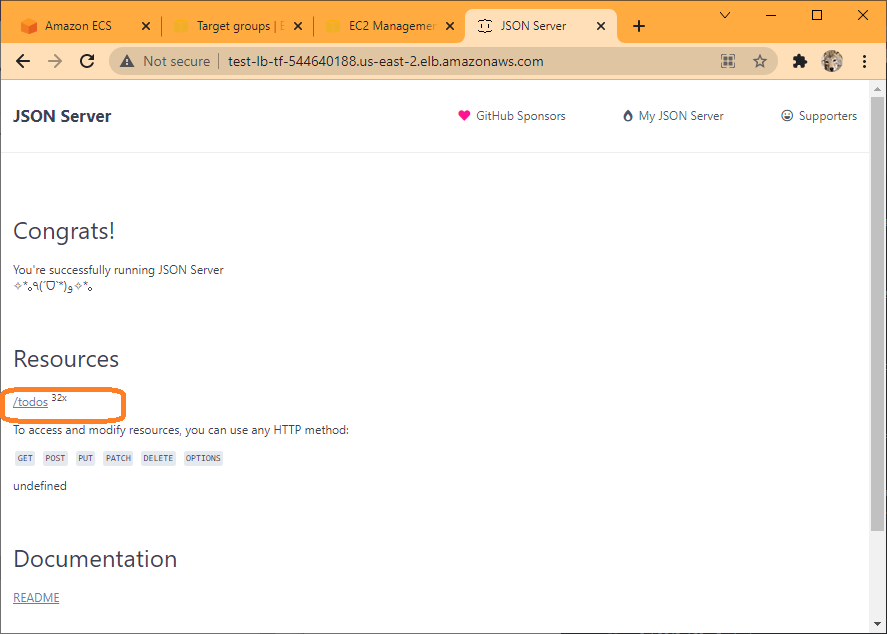 Amazon ECS
Target groups | E
EC2 Managemen
JSON Server
Not secure
test-lb-tf-544640188.us-east-2.elb.amazonaws.com
JSON Server
GitHub Sponsors
My JSON Server
Supporters
Congrats!
You're successfully running JSON Server
✧*｡٩(ˊᗜˋ*)و✧*｡
Resources
/todos 32x
To access and modify resources, you can use any HTTP method:
GET POST PUT PATCH DELETE OPTIONS
undefined
Documentation
README